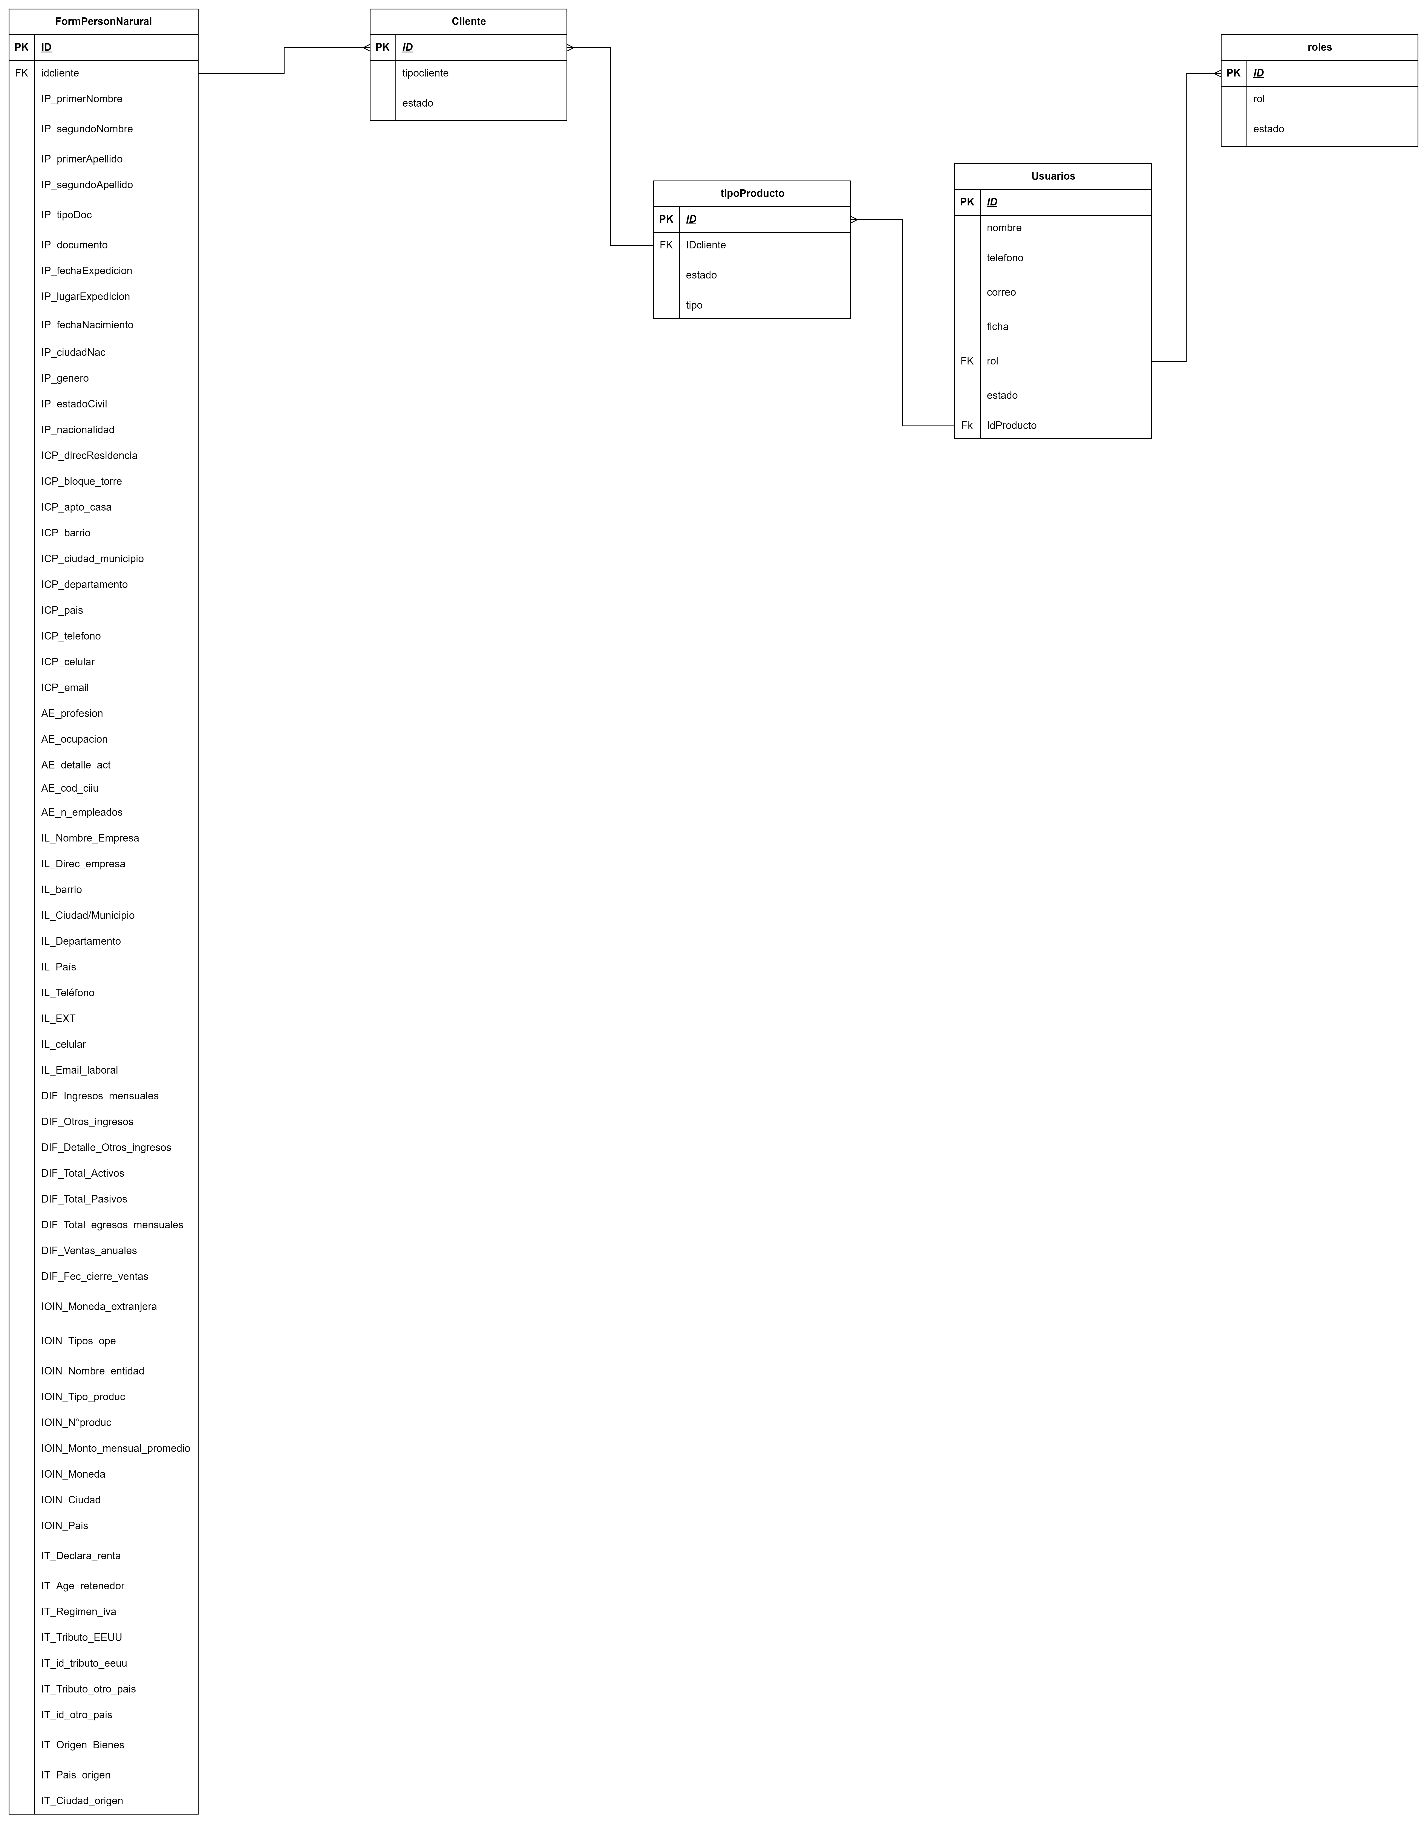 FormPersonNarural
PK ID
FK idcliente
IP_primerNombre
IP_segundoNombre
IP_primerApellido
IP_segundoApellido
IP_tipoDoc
IP_documento
IP_fechaExpedicion
IP_lugarExpedicion
IP_fechaNacimiento
IP_ciudadNac
IP_genero
IP_estadoCivil
IP_nacionalidad
ICP_direcResidencia
ICP_bloque_torre
ICP_apto_casa
ICP_barrio
ICP_ciudad_municipio
ICP_departamento
ICP_pais
ICP_telefono
ICP_celular
ICP_email
AE_profesion
AE_ocupacion
AE_detalle_act
AE_cod_ciiu
AE_n_empleados
IL_Nombre_Empresa
IL_Direc_empresa
IL_barrio
IL_Ciudad/Municipio
IL_Departamento
IL_País
IL_Teléfono
IL_EXT
IL_celular
IL_Email_laboral
DIF_Ingresos_mensuales
DIF_Otros_ingresos
DIF_Detalle_Otros_ingresos
DIF_Total_Activos
DIF_Total_Pasivos
DIF_Total_egresos_mensuales
DIF_Ventas_anuales
DIF_Fec_cierre_ventas
IOIN_Moneda_extranjera
IOIN_Tipos_ope
IOIN_Nombre_entidad
IOIN_Tipo_produc
IOIN_N°produc
IOIN_Monto_mensual_promedio
IOIN_Moneda
IOIN_Ciudad
IOIN_Pais
IT_Declara_renta
IT_Age_retenedor
IT_Regimen_iva
IT_Tributo_EEUU
IT_id_tributo_eeuu
IT_Tributo_otro_pais
IT_id_otro_pais
IT_Origen_Bienes
IT_Pais_origen
IT_Ciudad_origen
Cliente
PK ID
tipocliente
estado
tipoProducto
PK ID
FK IDcliente
estado
tipo
Usuarios
PK ID
nombre
telefono
correo
ficha
FK rol
estado
Fk IdProducto
roles
PK ID
rol
estado